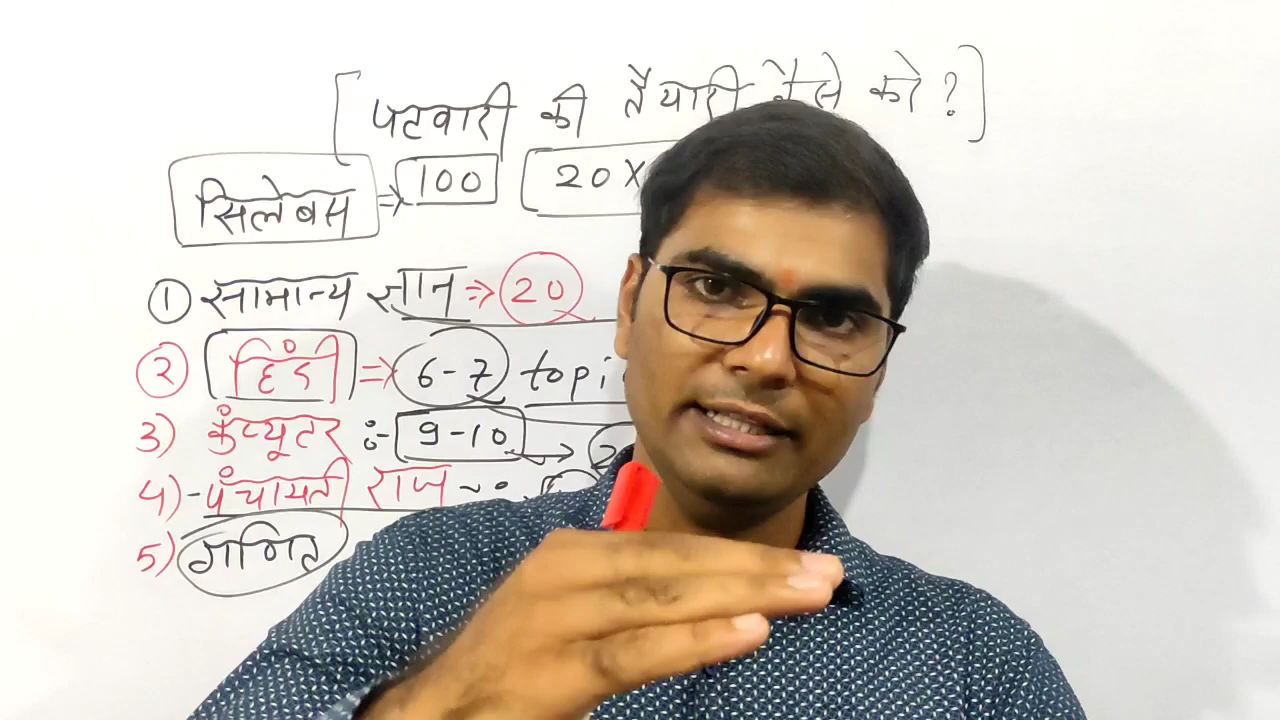 [ पटवारी की तैयारी कैसे करे ? ]
सिलेबस ⇒ 100 20 X
① सामान्य ज्ञान ⇒ 20
② हिंदी ⇒ 6-7 topi
3) कंप्यूटर :- 9-10 → 2
4) - पंचायती राज
5) गणित